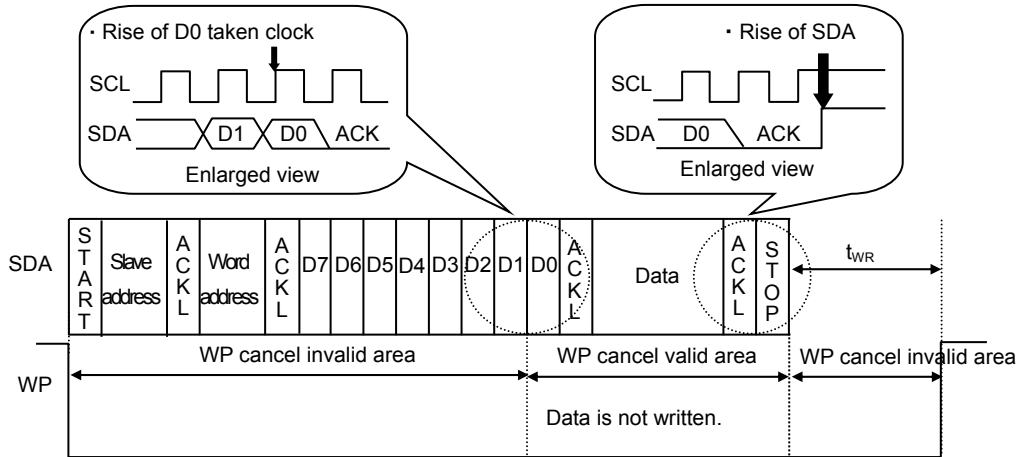 ・Rise of D0 taken clock
SCL
SDA
D1
D0
ACK
Enlarged view
・Rise of SDA
SCL
SDA
D0
ACK
Enlarged view
SDA
START
Slave address
ACKL
Word address
ACKL
D7
D6
D5
D4
D3
D2
D1
D0
ACKL
Data
ACKL
STOP
tWR
WP cancel invalid area
WP cancel valid area
WP cancel invalid area
WP
Data is not written.